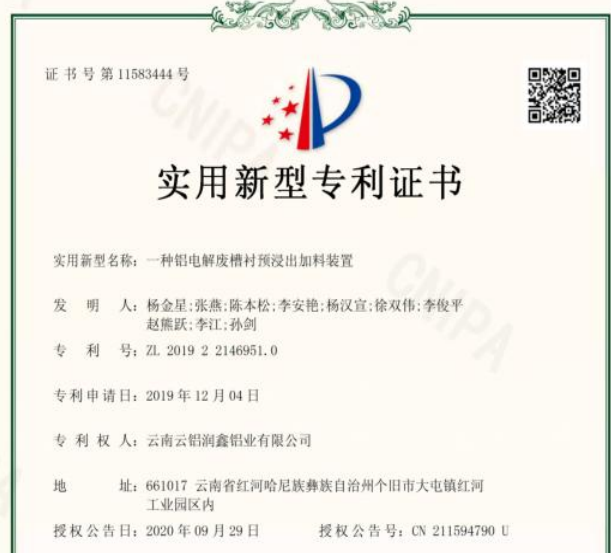 证书号第11583444号
CNIPA
实用新型专利证书
实用新型名称：一种铝电解废槽衬预浸出加料装置
CNIPA
发明人：杨金星;张燕;陈本松;李安艳;杨汉宣;徐双伟;李俊平
赵熊跃;李江;孙剑
专利号：ZL 2019 2 2146951.0
专利申请日：2019年12月04日
专利权人：云南云铝润鑫铝业有限公司
地址：661017 云南省红河哈尼族彝族自治州个旧市大屯镇红河
工业园区内
授权公告日：2020年09月29日 授权公告号：CN 211594790 U